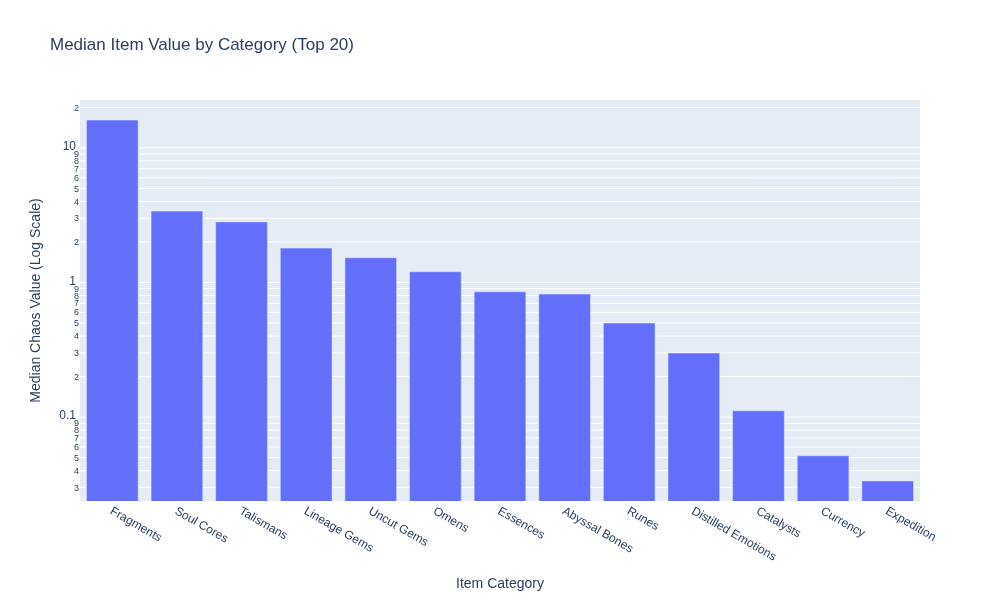 Median Item Value by Category (Top 20)
Median Chaos Value (Log Scale)
2
10
9
8
7
6
5
4
3
2
1
9
8
7
6
5
4
3
2
0.1
9
8
7
6
5
4
3
Fragments
Soul Cores
Talismans
Lineage Gems
Uncut Gems
Omens
Essences
Abyssal Bones
Runes
Distilled Emotions
Catalysts
Currency
Expedition
Item Category